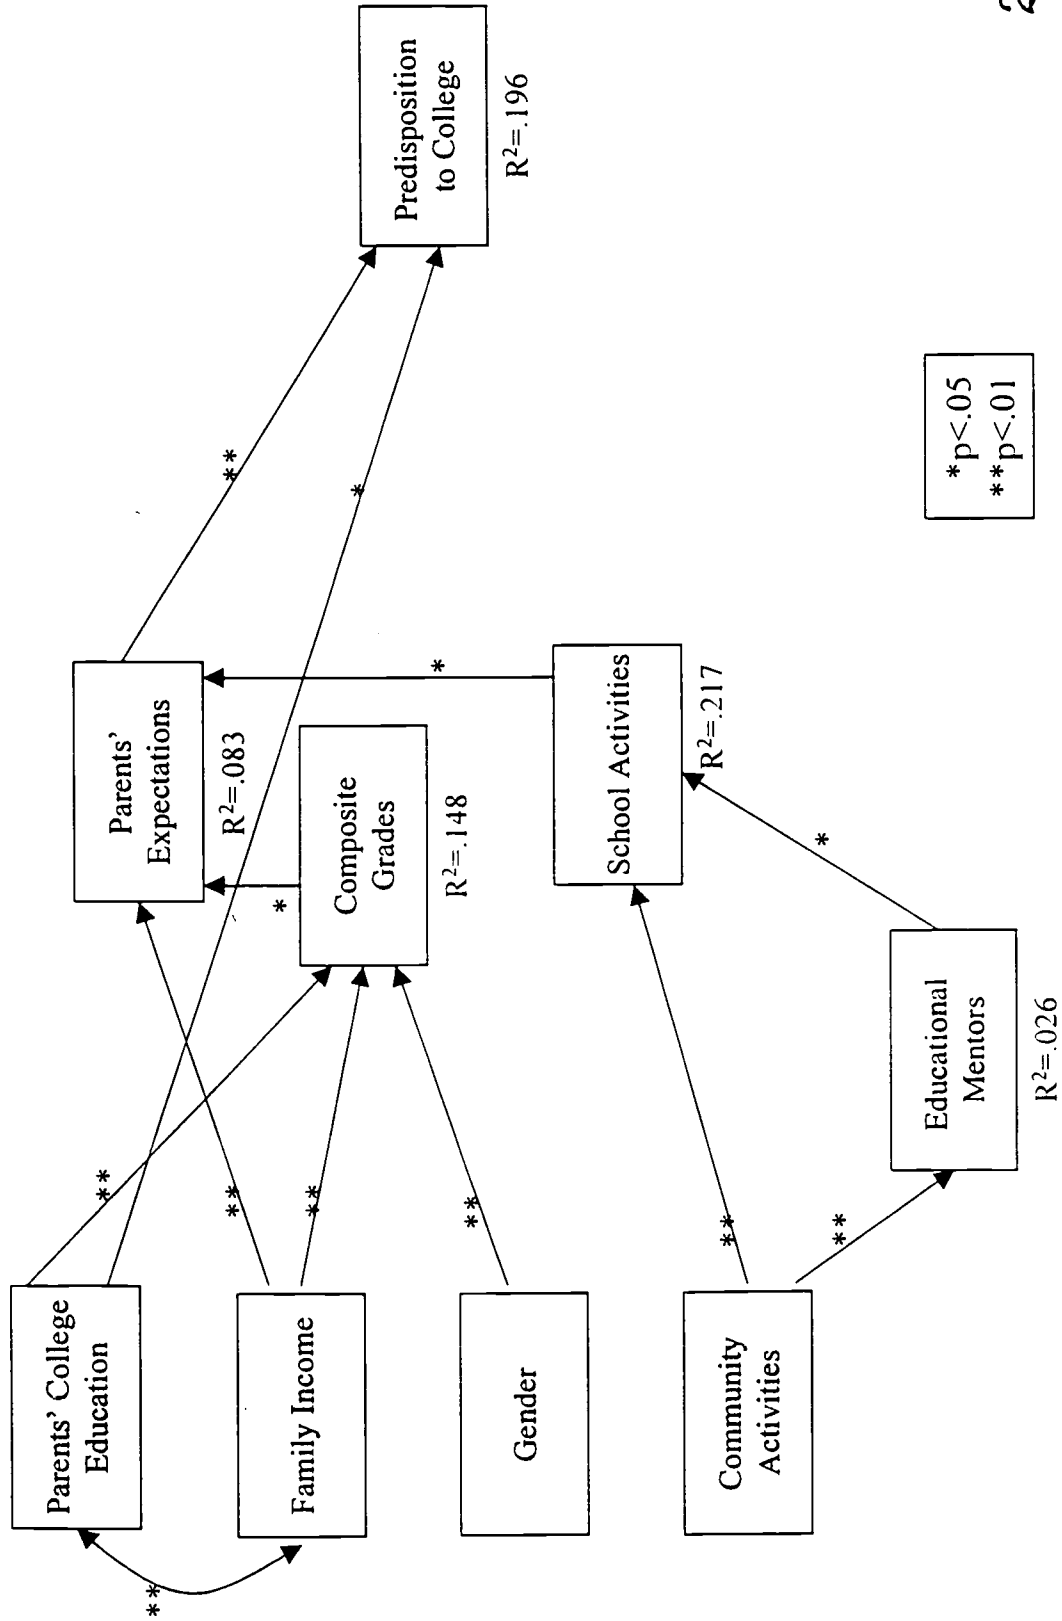 Parents' College
Education
Family Income
Gender
Community
Activities
**
**
**
**
**
**
**
Parents'
Expectations
R²=.083
*
Composite
Grades
R²=.148
*
School Activities
R²=.217
*
Educational
Mentors
R²=.026
**
*
Predisposition
to College
R²=.196
*p<.05
**p<.01